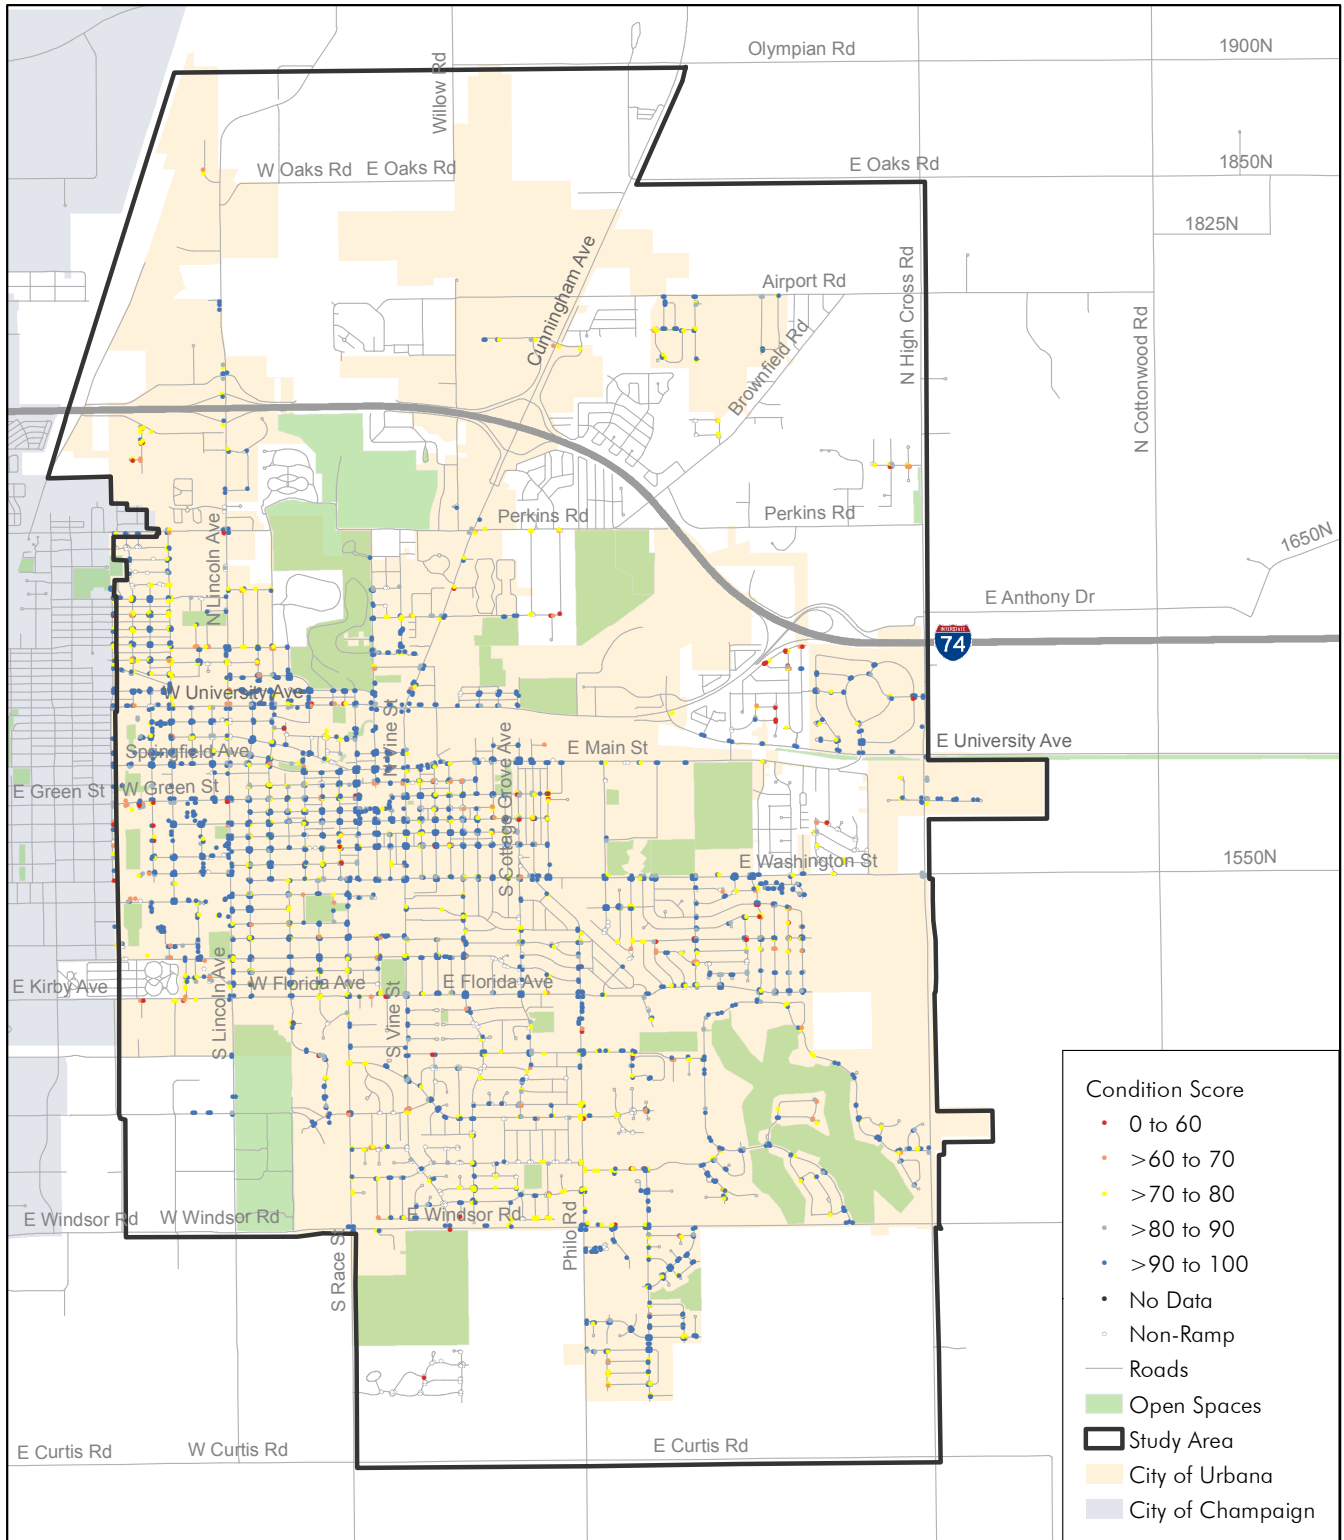 Olympian Rd
1900N
Willow Rd
W Oaks Rd
E Oaks Rd
E Oaks Rd
1850N
1825N
Cunningham Ave
Airport Rd
N High Cross Rd
N Cottonwood Rd
Brownfield Rd
Perkins Rd
Perkins Rd
1650N
N Lincoln Ave
E Anthony Dr
INTERSTATE
74
W University Ave
N Vine St
E University Ave
Springfield Ave
E Main St
S Cottage Grove Ave
E Green St
W Green St
E Washington St
1550N
S Lincoln Ave
E Kirby Ave
W Florida Ave
E Florida Ave
S Vine St
E Windsor Rd
W Windsor Rd
E Windsor Rd
Philo Rd
S Race St
E Curtis Rd
W Curtis Rd
E Curtis Rd
Condition Score
0 to 60
>60 to 70
>70 to 80
>80 to 90
>90 to 100
No Data
Non-Ramp
Roads
Open Spaces
Study Area
City of Urbana
City of Champaign